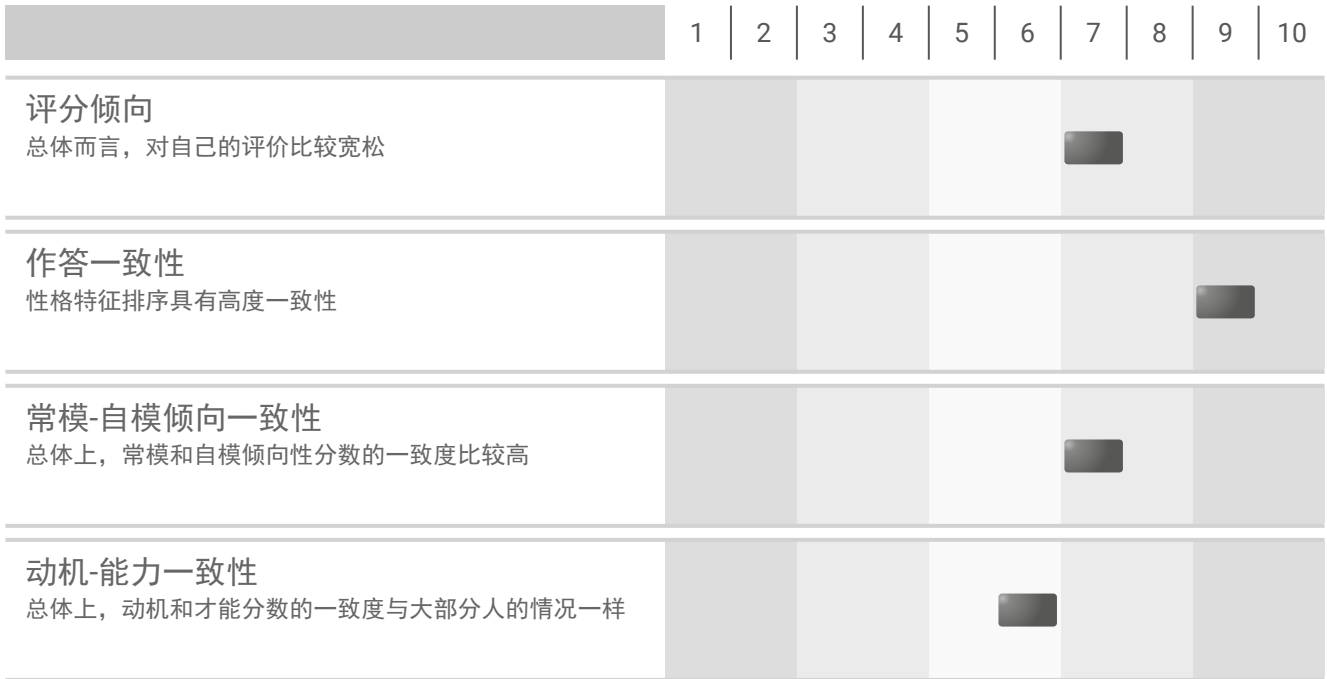 1 2 3 4 5 6 7 8 9 10
评分倾向
总体而言，对自己的评价比较宽松
作答一致性
性格特征排序具有高度一致性
常模-自模倾向一致性
总体上，常模和自模倾向性分数的一致度比较高
动机-能力一致性
总体上，动机和才能分数的一致度与大部分人的情况一样